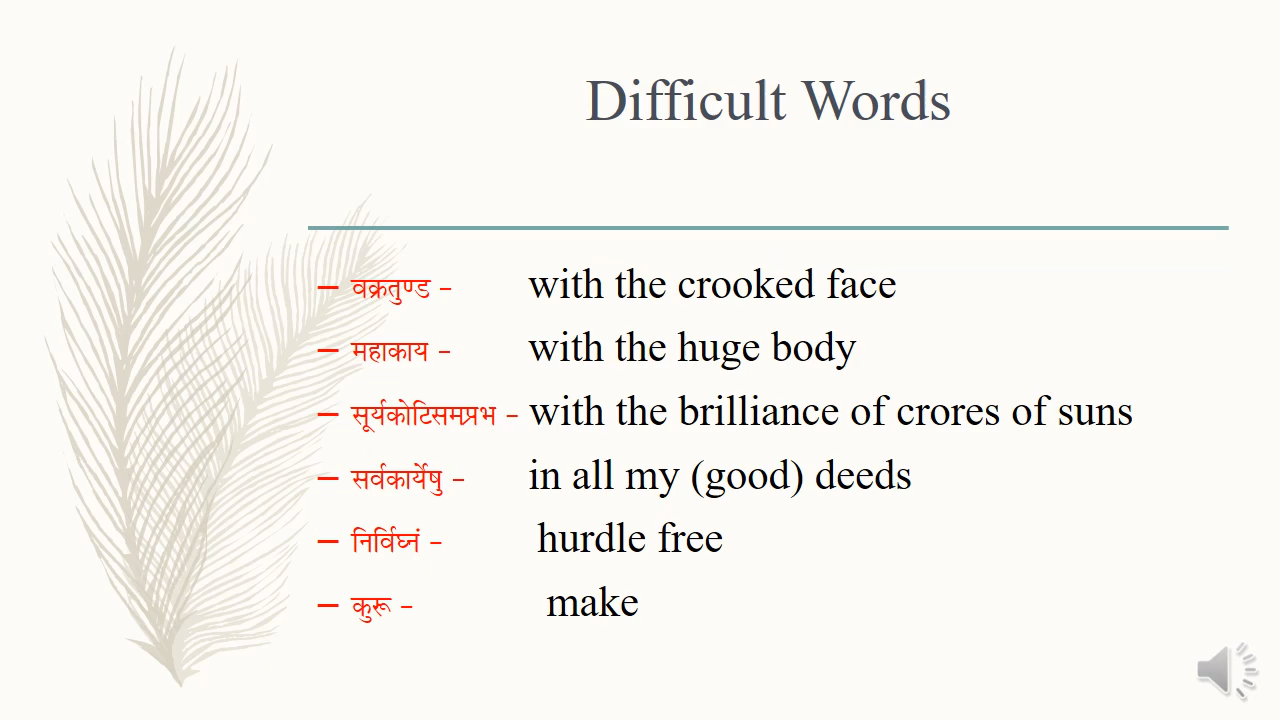 Difficult Words
– वक्रतुण्ड – with the crooked face
– महाकाय – with the huge body
– सूर्यकोटिसमप्रभ – with the brilliance of crores of suns
– सर्वकार्येषु – in all my (good) deeds
– निर्विघ्नं – hurdle free
– कुरू – make